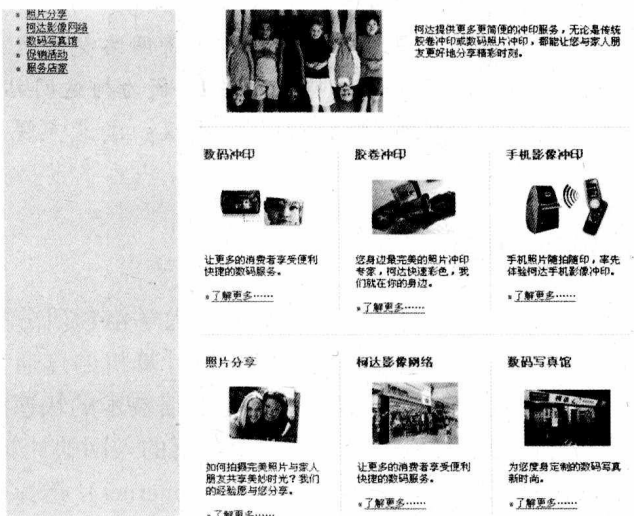 照片分享
柯达影像网络
数码写真馆
促销活动
服务店家
柯达提供更多更简便的冲印服务，无论是传统
胶卷冲印或数码照片冲印，都能让您与家人朋
友更好地分享精彩时刻。
数码冲印
让更多的消费者享受便利
快捷的数码服务。
了解更多……
胶卷冲印
您身边最完美的照片冲印
专家，柯达快速彩色，我
们就在你的身边。
了解更多……
手机影像冲印
手机照片随拍随印，率先
体验柯达手机影像冲印。
了解更多……
照片分享
如何拍摄完美照片与家人
朋友共享美妙时光？我们
的经验愿与您分享。
了解更多……
柯达影像网络
让更多的消费者享受便利
快捷的数码服务。
了解更多……
数码写真馆
为您度身定制的数码写真
新时尚。
了解更多……